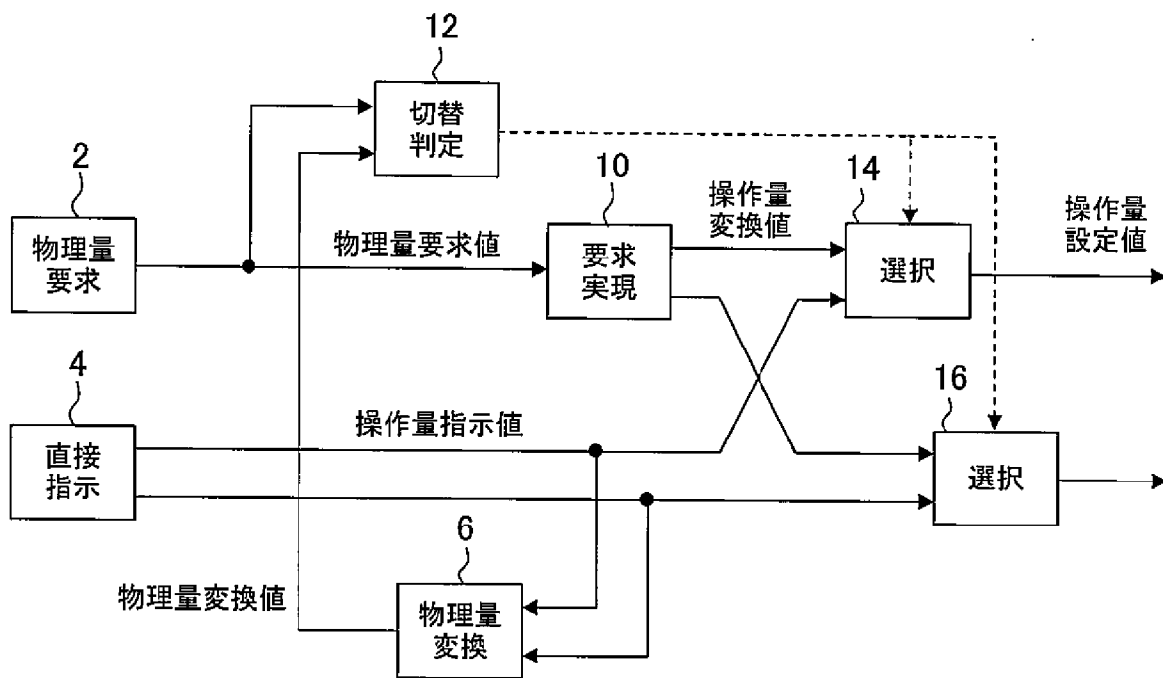 12
切替
判定
2
物理量
要求
物理量要求値
10
要求
実現
操作量
変換値
14
選択
操作量
設定値
4
直接
指示
操作量指示値
16
選択
6
物理量
変換
物理量変換値